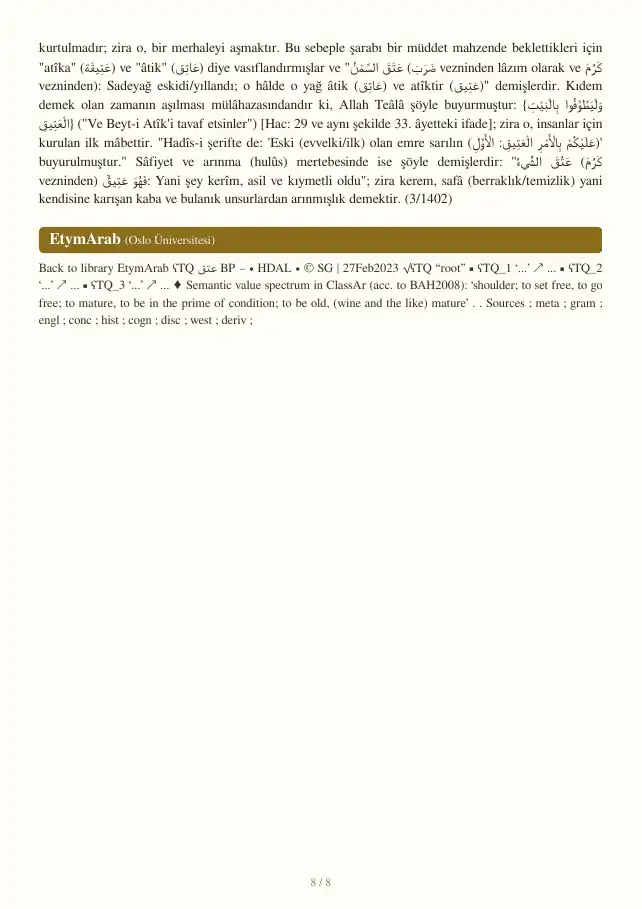 kurtulmadır; zira o, bir merhaleyi aşmaktır. Bu sebeple şarabı bir müddet mahzende beklettikleri için
"atîka" (عَتِيقَة) ve "âtik" (عَاتِق) diye vasıflandırmışlar ve "عَتَقَ السَّمْنُ (ضَرَبَ vezninden lâzım olarak ve كَرُمَ
vezninden): Sadeyağ eskidi/yıllandı; o hâlde o yağ âtik (عَاتِق) ve atîktir (عَتِيق)" demişlerdir. Kıdem
demek olan zamanın aşılması mülâhazasındandır ki, Allah Teâlâ şöyle buyurmuştur: {وَلْيَطَّوَّفُوا بِالْبَيْتِ
الْعَتِيقِ} ("Ve Beyt-i Atîk'i tavaf etsinler") [Hac: 29 ve aynı şekilde 33. âyetteki ifade]; zira o, insanlar için
kurulan ilk mâbettir. "Hadîs-i şerifte de: 'Eski (evvelki/ilk) olan emre sarılın (عَلَيْكُمْ بِالْأَمْرِ الْعَتِيقِ: الْأَوَّلِ)'
buyurulmuştur." Sâfiyet ve arınma (hulûs) mertebesinde ise şöyle demişlerdir: "عَتُقَ الشَّيءُ (كَرُمَ
vezninden) فَهُوَ عَتِيقٌ: Yani şey kerîm, asil ve kıymetli oldu"; zira kerem, safâ (berraklık/temizlik) yani
kendisine karışan kaba ve bulanık unsurlardan arınmışlık demektir. (3/1402)
EtymArab (Oslo Üniversitesi)
Back to library EtymArab ʕTQ عتق BP – • HDAL • © SG | 27Feb2023 √ʕTQ “root” ▪ ʕTQ_1 ‘...’ ↗ ... ▪ ʕTQ_2
‘...’ ↗ ... ▪ ʕTQ_3 ‘...’ ↗ ... ♦ Semantic value spectrum in ClassAr (acc. to BAH2008): ‘shoulder; to set free, to go
free; to mature, to be in the prime of condition; to be old, (wine and the like) mature’ . . Sources ; meta ; gram ;
engl ; conc ; hist ; cogn ; disc ; west ; deriv ;
8 / 8